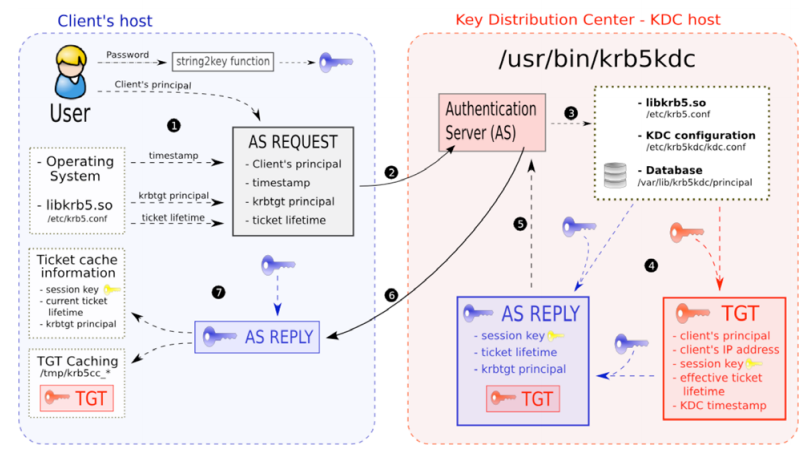 Client's host
Key Distribution Center - KDC host
/usr/bin/krb5kdc
Password
string2key function
Client's principal
User
1
- Operating
System
- libkrb5.so
/etc/krb5.conf
timestamp
krbtgt principal
ticket lifetime
AS REQUEST
- Client's principal
- timestamp
- krbtgt principal
- ticket lifetime
2
Authentication
Server (AS)
3
- libkrb5.so
/etc/krb5.conf
- KDC configuration
/etc/krb5kdc/kdc.conf
- Database
/var/lib/krb5kdc/principal
4
5
6
7
Ticket cache
information
- session key
- current ticket
lifetime
- krbtgt principal
TGT Caching
/tmp/krb5cc_*
TGT
AS REPLY
AS REPLY
- session key
- ticket lifetime
- krbtgt principal
TGT
TGT
- client's principal
- client's IP address
- session key
- effective ticket
lifetime
- KDC timestamp